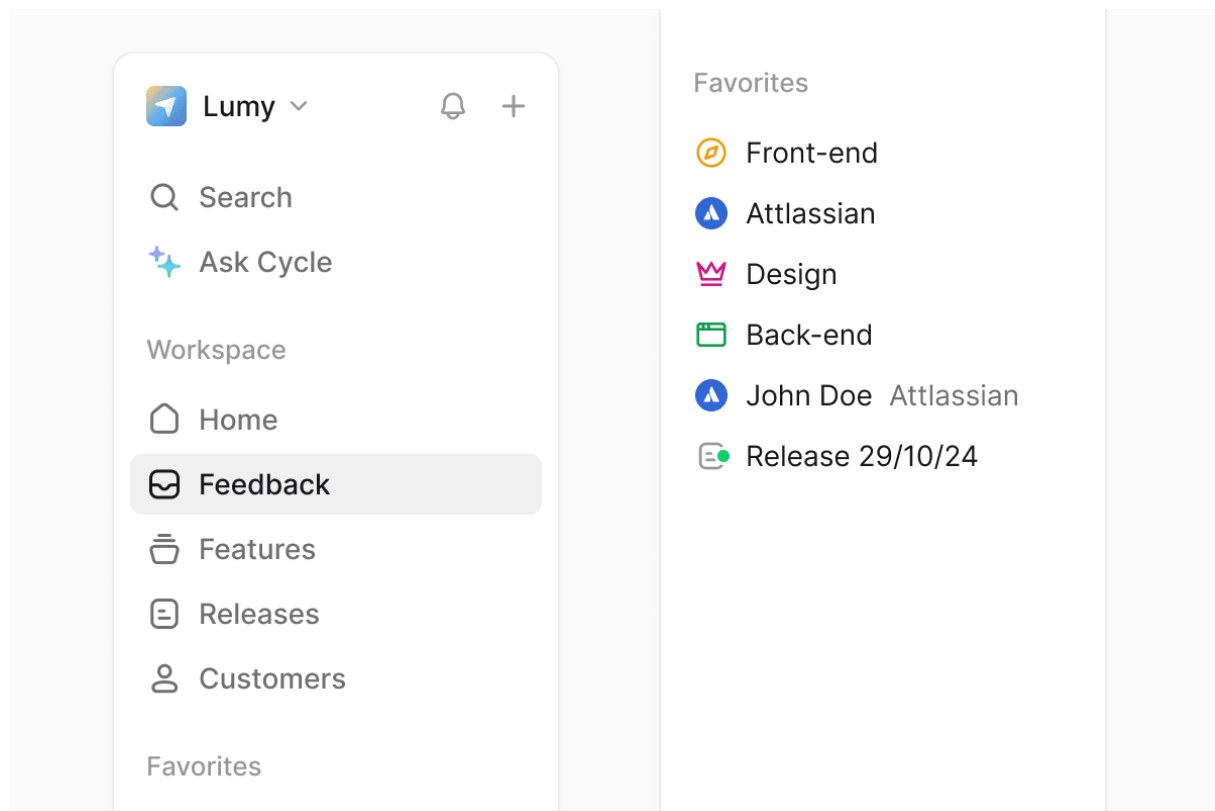 Lumy
Search
Ask Cycle
Workspace
Home
Feedback
Features
Releases
Customers
Favorites
Favorites
Front-end
Attlassian
Design
Back-end
John Doe Attlassian
Release 29/10/24